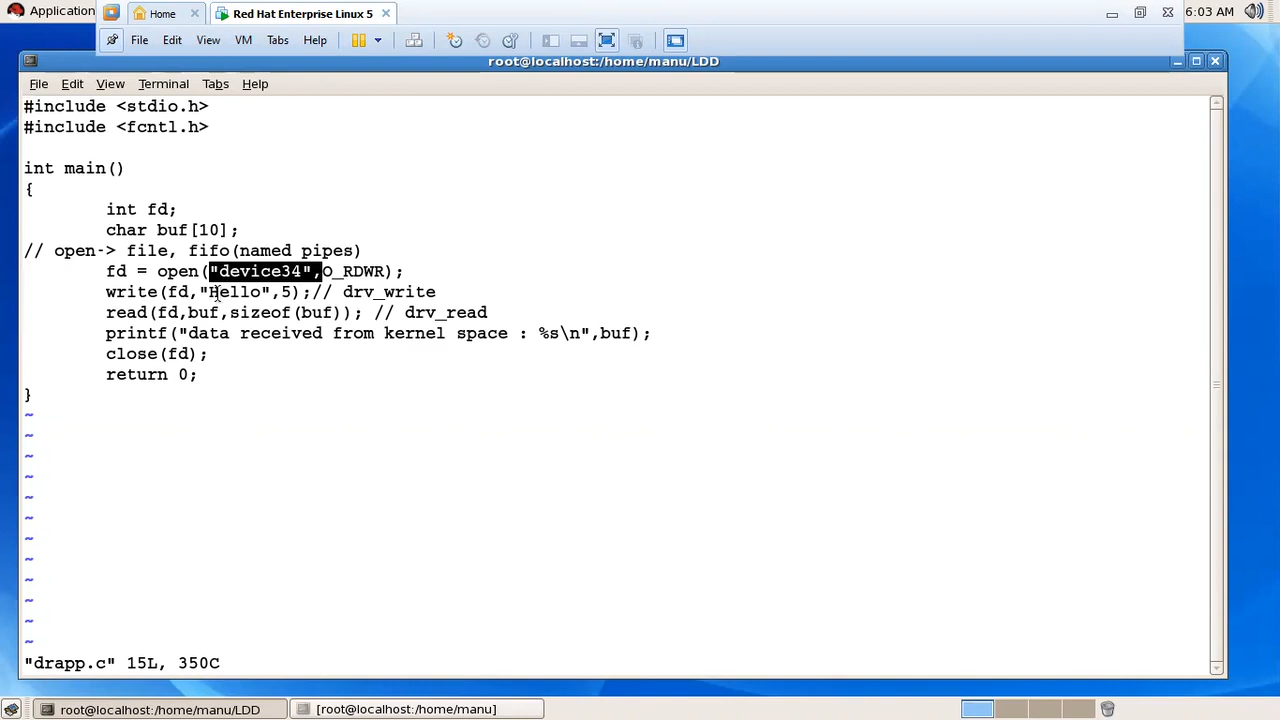 Application
Home
Red Hat Enterprise Linux 5
6:03 AM
File Edit View VM Tabs Help
root@localhost:/home/manu/LDD
File Edit View Terminal Tabs Help
#include <stdio.h>
#include <fcntl.h>
int main()
{
int fd;
char buf[10];
// open-> file, fifo(named pipes)
fd = open("device34",O_RDWR);
write(fd,"Hello",5);// drv_write
read(fd,buf,sizeof(buf)); // drv_read
printf("data received from kernel space : %s\n",buf);
close(fd);
return 0;
}
~
~
~
~
~
~
~
~
~
~
~
~
"drapp.c" 15L, 350C
root@localhost:/home/manu/LDD
[root@localhost:/home/manu]